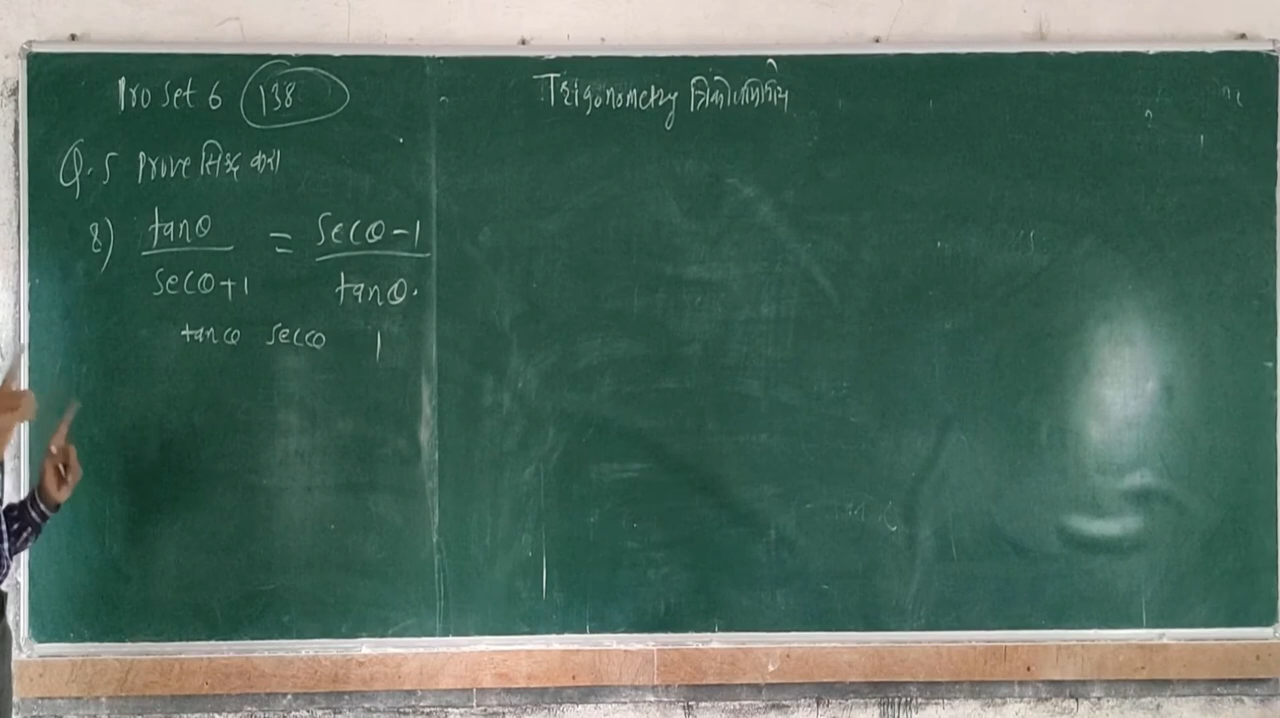 Pro Set 6 138
Trigonometry त्रिकोणमिती
Q.5 Prove सिद्ध करा
8) tanθ / secθ+1 = secθ-1 / tanθ.
tanθ secθ 1